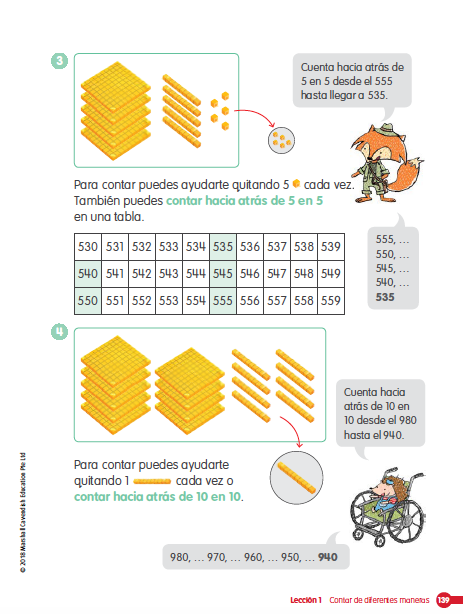 3
Cuenta hacia atrás de
5 en 5 desde el 555
hasta llegar a 535.
Para contar puedes ayudarte quitando 5 cada vez.
También puedes contar hacia atrás de 5 en 5
en una tabla.
530 531 532 533 534 535 536 537 538 539
540 541 542 543 544 545 546 547 548 549
550 551 552 553 554 555 556 557 558 559
555, ...
550, ...
545, ...
540, ...
535
4
Cuenta hacia
atrás de 10 en
10 desde el 980
hasta el 940.
Para contar puedes ayudarte
quitando 1 cada vez o
contar hacia atrás de 10 en 10.
980, ... 970, ... 960, ... 950, ... 940
© 2018 Marshall Cavendish Education Pte Ltd
Lección 1 Contar de diferentes maneras 139